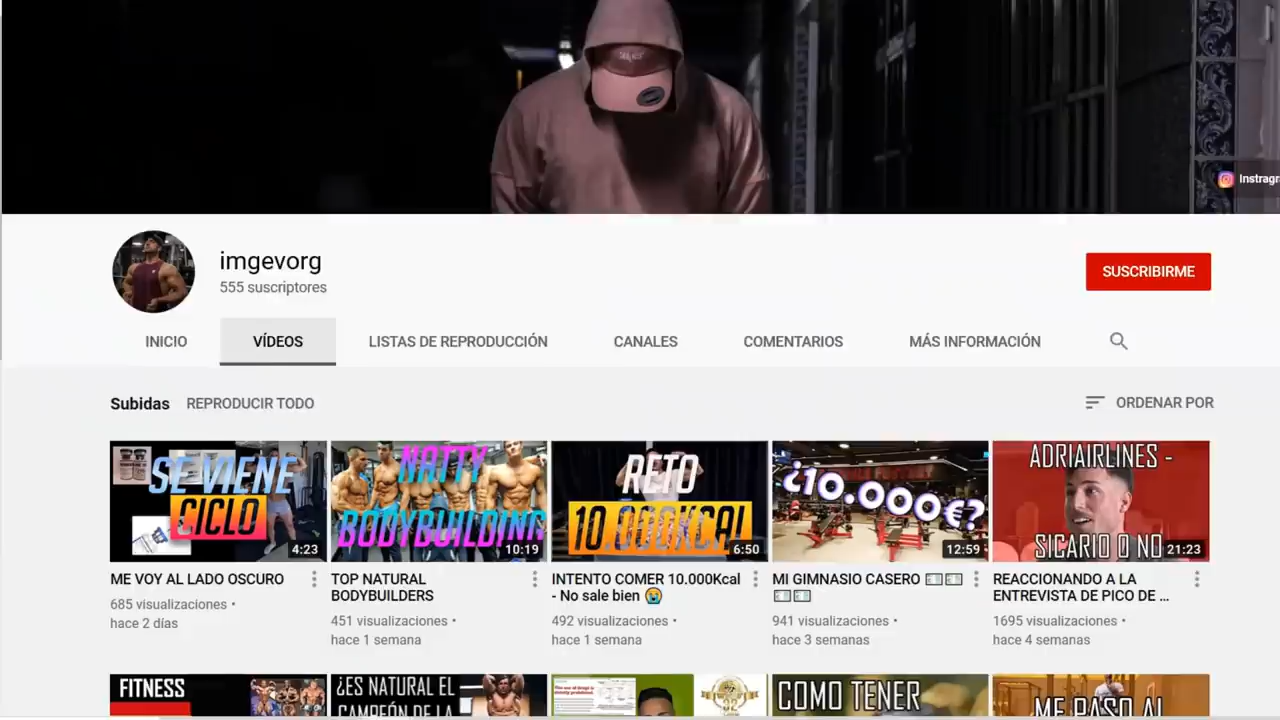 Instragr
imgevorg
555 suscriptores
SUSCRIBIRME
INICIO
VÍDEOS
LISTAS DE REPRODUCCIÓN
CANALES
COMENTARIOS
MÁS INFORMACIÓN
Subidas
REPRODUCIR TODO
ORDENAR POR
SE VIENE
CICLO
4:23
NATTY
BODYBUILDING
10:19
RETO
10.000KCAL
6:50
¿10.000€?
12:59
ADRIAIRLINES -
SICARIO O NO
21:23
ME VOY AL LADO OSCURO
685 visualizaciones •
hace 2 días
TOP NATURAL
BODYBUILDERS
451 visualizaciones •
hace 1 semana
INTENTO COMER 10.000Kcal
- No sale bien 😭
492 visualizaciones •
hace 1 semana
MI GIMNASIO CASERO 💵💵
💵💵
941 visualizaciones •
hace 3 semanas
REACCIONANDO A LA
ENTREVISTA DE PICO DE ...
1695 visualizaciones •
hace 4 semanas
FITNESS
¿ES NATURAL EL
CAMPEÓN DE LA
COMO TENER
ME PASO AL